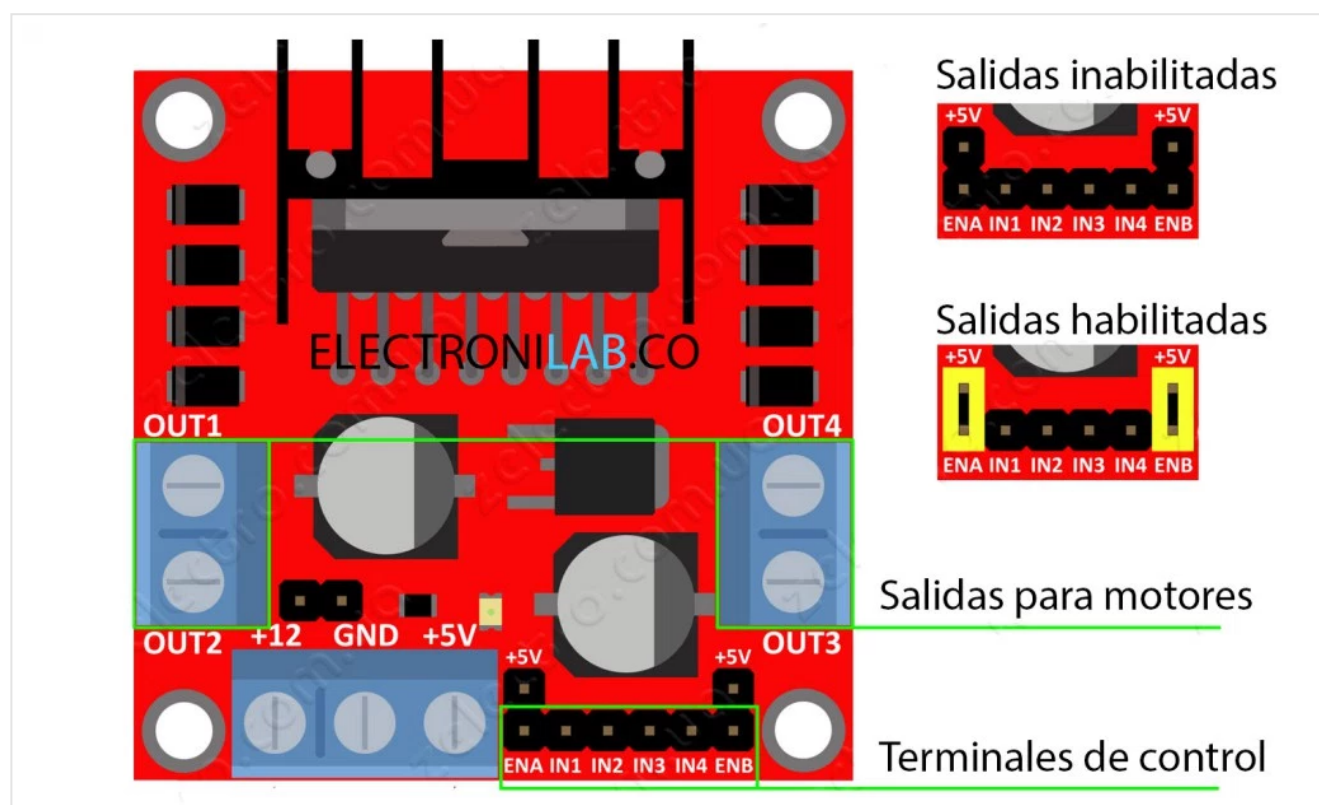 Salidas inabilitadas
+5V +5V
ENA IN1 IN2 IN3 IN4 ENB
Salidas habilitadas
+5V +5V
ENA IN1 IN2 IN3 IN4 ENB
ELECTRONILAB.CO
OUT1 OUT4
Salidas para motores
OUT2 +12 GND +5V OUT3
+5V +5V
Terminales de control
ENA IN1 IN2 IN3 IN4 ENB